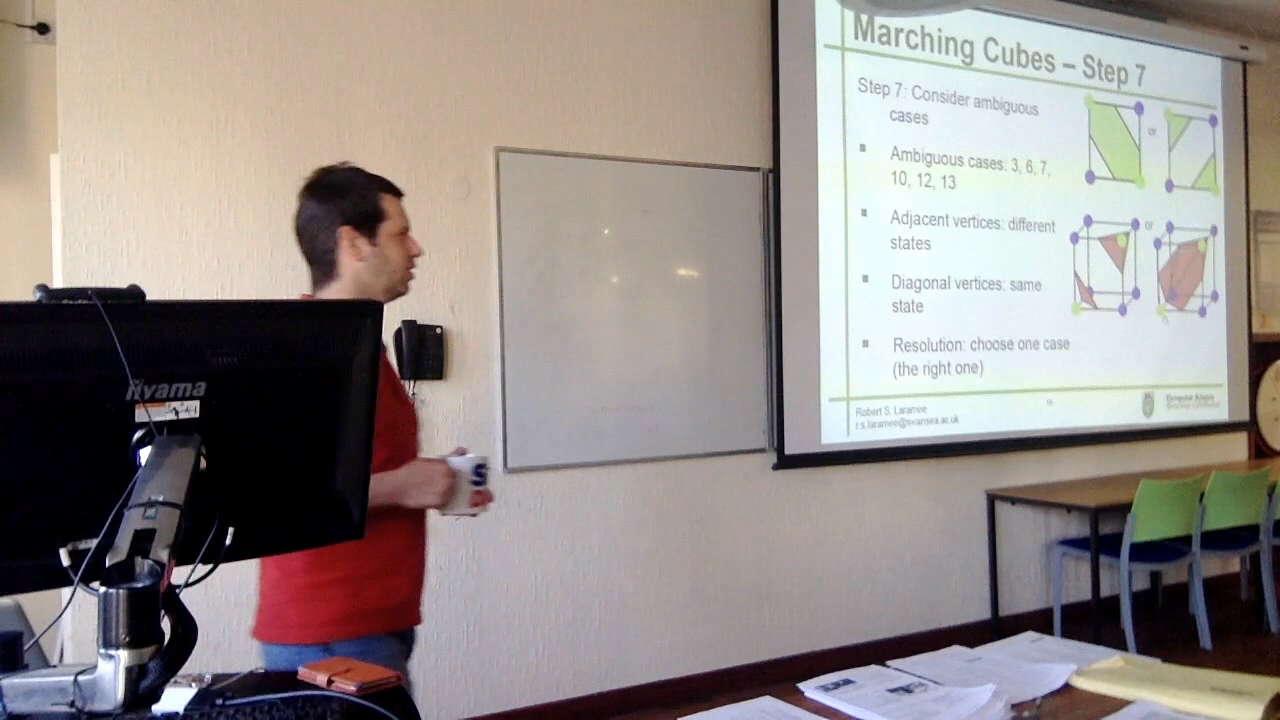 Marching Cubes – Step 7
Step 7: Consider ambiguous
cases
or
Ambiguous cases: 3, 6, 7,
10, 12, 13
Adjacent vertices: different
states
or
Diagonal vertices: same
state
Resolution: choose one case
(the right one)
Robert S. Laramee
r.s.laramee@swansea.ac.uk
iiyama
S